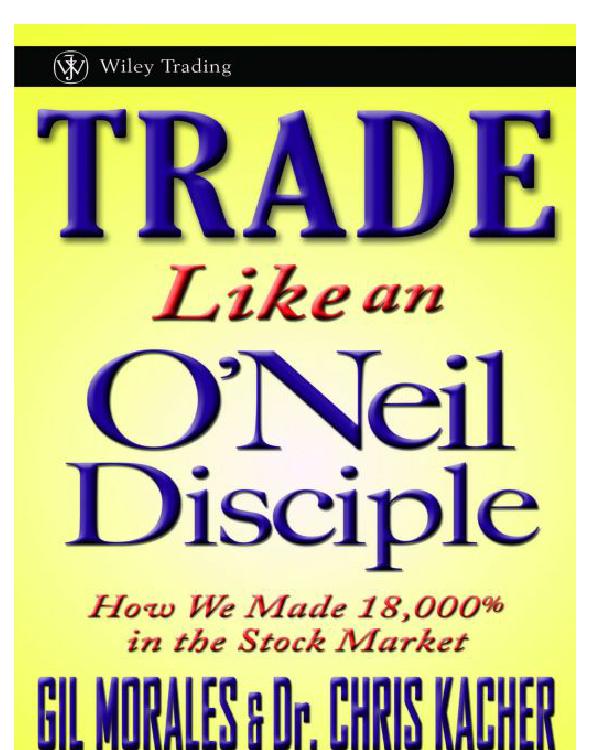 Wiley Trading
TRADE
Like an
O'Neil
Disciple
How We Made 18,000%
in the Stock Market
GIL MORALES & Dr. CHRIS KACHER